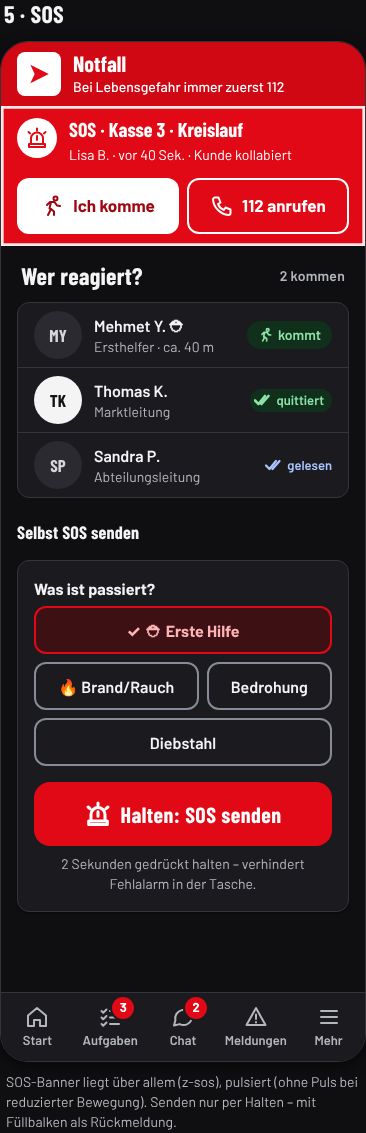 5 · SOS
Notfall
Bei Lebensgefahr immer zuerst 112
SOS · Kasse 3 · Kreislauf
Lisa B. · vor 40 Sek. · Kunde kollabiert
Ich komme
112 anrufen
Wer reagiert?
2 kommen
MY
Mehmet Y.
Ersthelfer · ca. 40 m
kommt
TK
Thomas K.
Marktleitung
quittiert
SP
Sandra P.
Abteilungsleitung
gelesen
Selbst SOS senden
Was ist passiert?
Erste Hilfe
Brand/Rauch
Bedrohung
Diebstahl
Halten: SOS senden
2 Sekunden gedrückt halten – verhindert
Fehlalarm in der Tasche.
3
2
Start
Aufgaben
Chat
Meldungen
Mehr
SOS-Banner liegt über allem (z-sos), pulsiert (ohne Puls bei
reduzierter Bewegung). Senden nur per Halten – mit
Füllbalken als Rückmeldung.